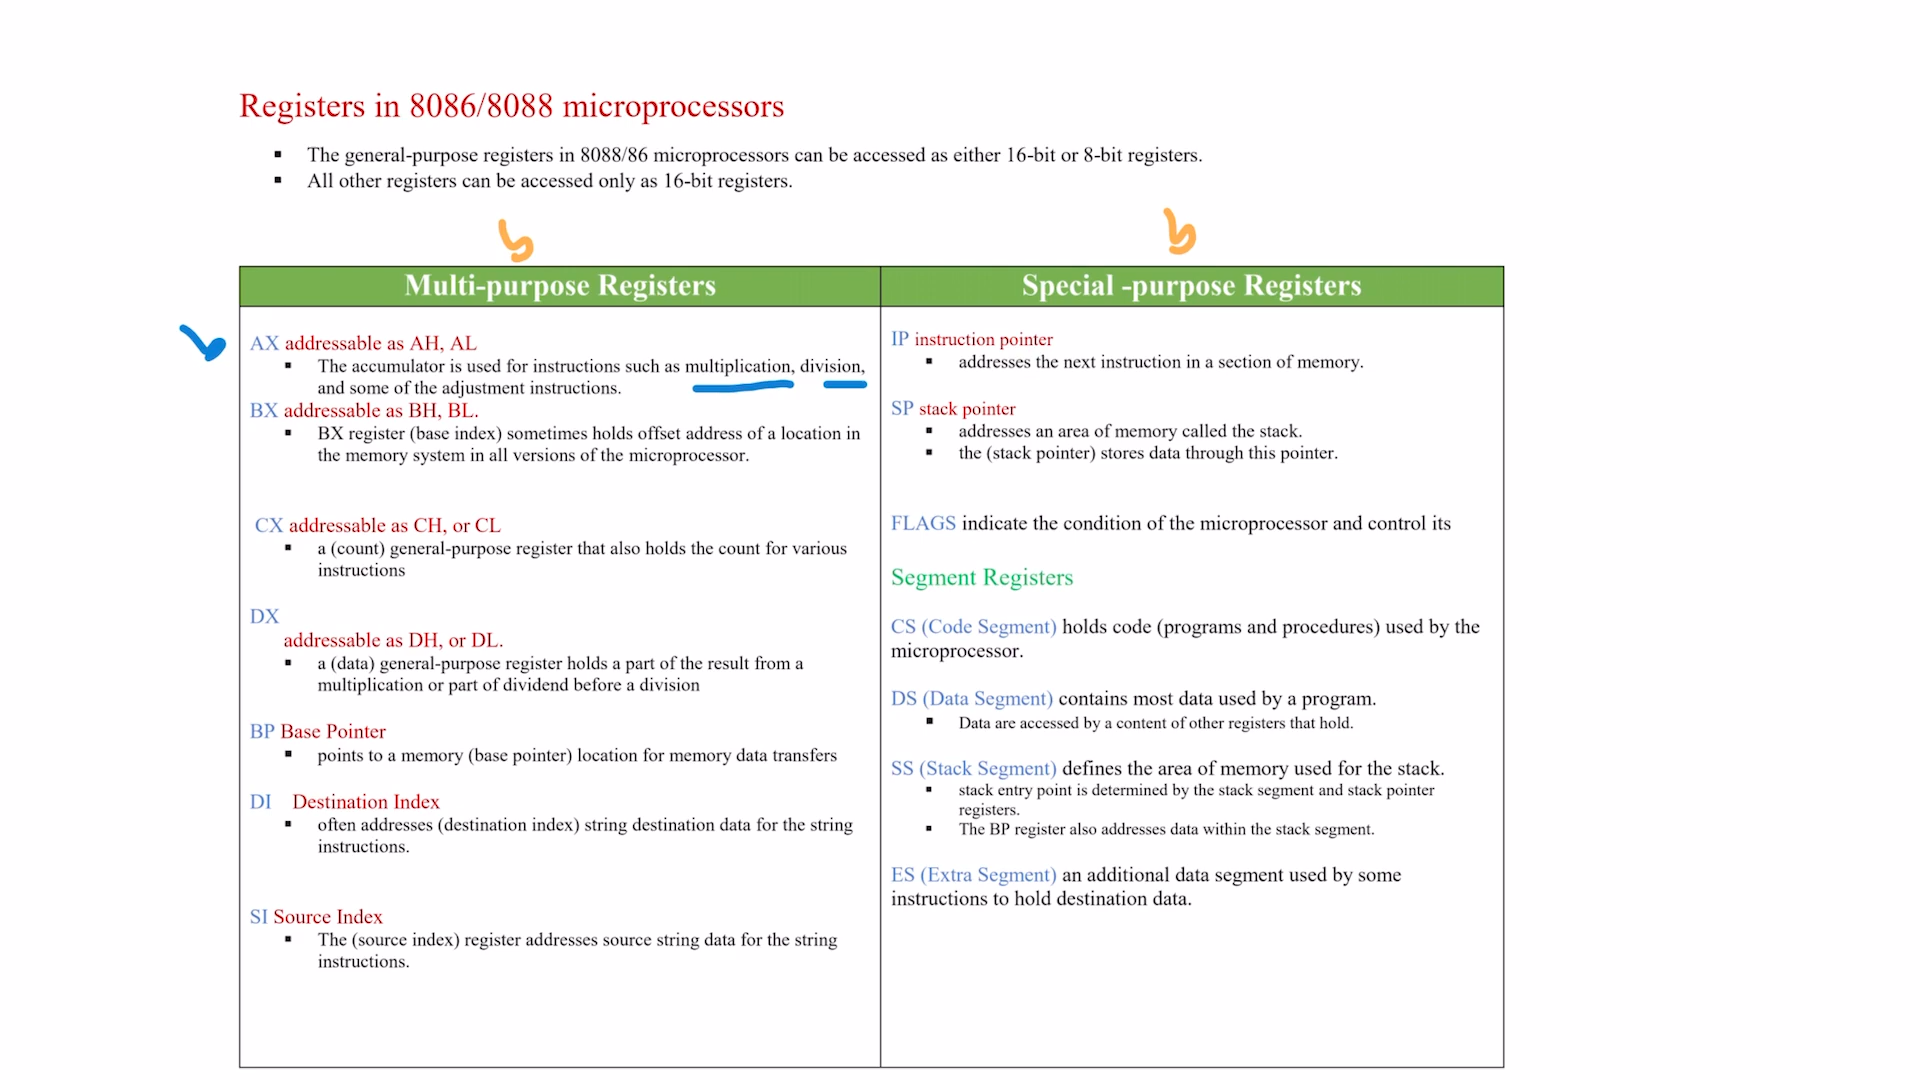 Registers in 8086/8088 microprocessors
▪ The general-purpose registers in 8088/86 microprocessors can be accessed as either 16-bit or 8-bit registers.
▪ All other registers can be accessed only as 16-bit registers.
Multi-purpose Registers
AX addressable as AH, AL
▪ The accumulator is used for instructions such as multiplication, division,
and some of the adjustment instructions.
BX addressable as BH, BL.
▪ BX register (base index) sometimes holds offset address of a location in
the memory system in all versions of the microprocessor.
CX addressable as CH, or CL
▪ a (count) general-purpose register that also holds the count for various
instructions
DX
addressable as DH, or DL.
▪ a (data) general-purpose register holds a part of the result from a
multiplication or part of dividend before a division
BP Base Pointer
▪ points to a memory (base pointer) location for memory data transfers
DI Destination Index
▪ often addresses (destination index) string destination data for the string
instructions.
SI Source Index
▪ The (source index) register addresses source string data for the string
instructions.
Special -purpose Registers
IP instruction pointer
▪ addresses the next instruction in a section of memory.
SP stack pointer
▪ addresses an area of memory called the stack.
▪ the (stack pointer) stores data through this pointer.
FLAGS indicate the condition of the microprocessor and control its
Segment Registers
CS (Code Segment) holds code (programs and procedures) used by the
microprocessor.
DS (Data Segment) contains most data used by a program.
▪ Data are accessed by a content of other registers that hold.
SS (Stack Segment) defines the area of memory used for the stack.
▪ stack entry point is determined by the stack segment and stack pointer
registers.
▪ The BP register also addresses data within the stack segment.
ES (Extra Segment) an additional data segment used by some
instructions to hold destination data.